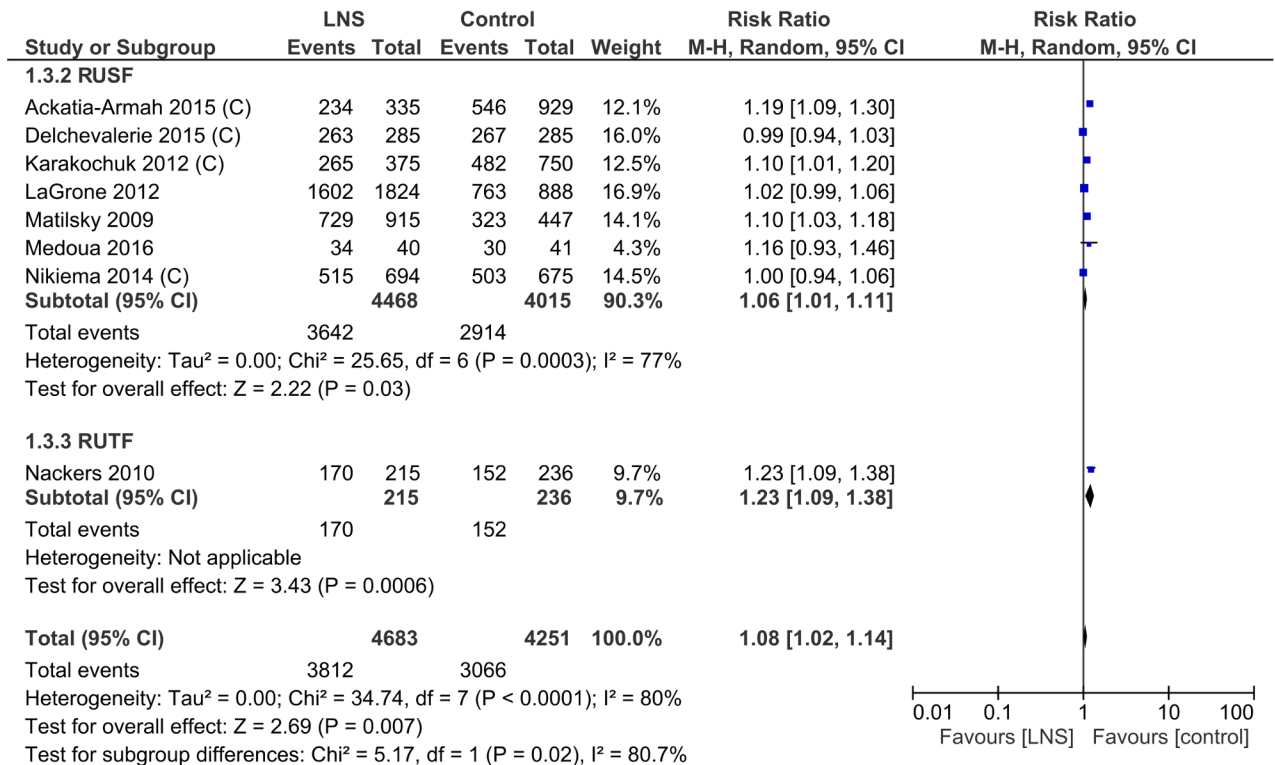 LNS Control Risk Ratio Risk Ratio
Study or Subgroup Events Total Events Total Weight M-H, Random, 95% CI M-H, Random, 95% CI
1.3.2 RUSF
Ackatia-Armah 2015 (C) 234 335 546 929 12.1% 1.19 [1.09, 1.30]
Delchevalerie 2015 (C) 263 285 267 285 16.0% 0.99 [0.94, 1.03]
Karakochuk 2012 (C) 265 375 482 750 12.5% 1.10 [1.01, 1.20]
LaGrone 2012 1602 1824 763 888 16.9% 1.02 [0.99, 1.06]
Matilsky 2009 729 915 323 447 14.1% 1.10 [1.03, 1.18]
Medoua 2016 34 40 30 41 4.3% 1.16 [0.93, 1.46]
Nikiema 2014 (C) 515 694 503 675 14.5% 1.00 [0.94, 1.06]
Subtotal (95% CI) 4468 4015 90.3% 1.06 [1.01, 1.11]
Total events 3642 2914
Heterogeneity: Tau² = 0.00; Chi² = 25.65, df = 6 (P = 0.0003); I² = 77%
Test for overall effect: Z = 2.22 (P = 0.03)
1.3.3 RUTF
Nackers 2010 170 215 152 236 9.7% 1.23 [1.09, 1.38]
Subtotal (95% CI) 215 236 9.7% 1.23 [1.09, 1.38]
Total events 170 152
Heterogeneity: Not applicable
Test for overall effect: Z = 3.43 (P = 0.0006)
Total (95% CI) 4683 4251 100.0% 1.08 [1.02, 1.14]
Total events 3812 3066
Heterogeneity: Tau² = 0.00; Chi² = 34.74, df = 7 (P < 0.0001); I² = 80%
Test for overall effect: Z = 2.69 (P = 0.007)
Test for subgroup differences: Chi² = 5.17, df = 1 (P = 0.02), I² = 80.7%
0.01 0.1 1 10 100
Favours [LNS] Favours [control]